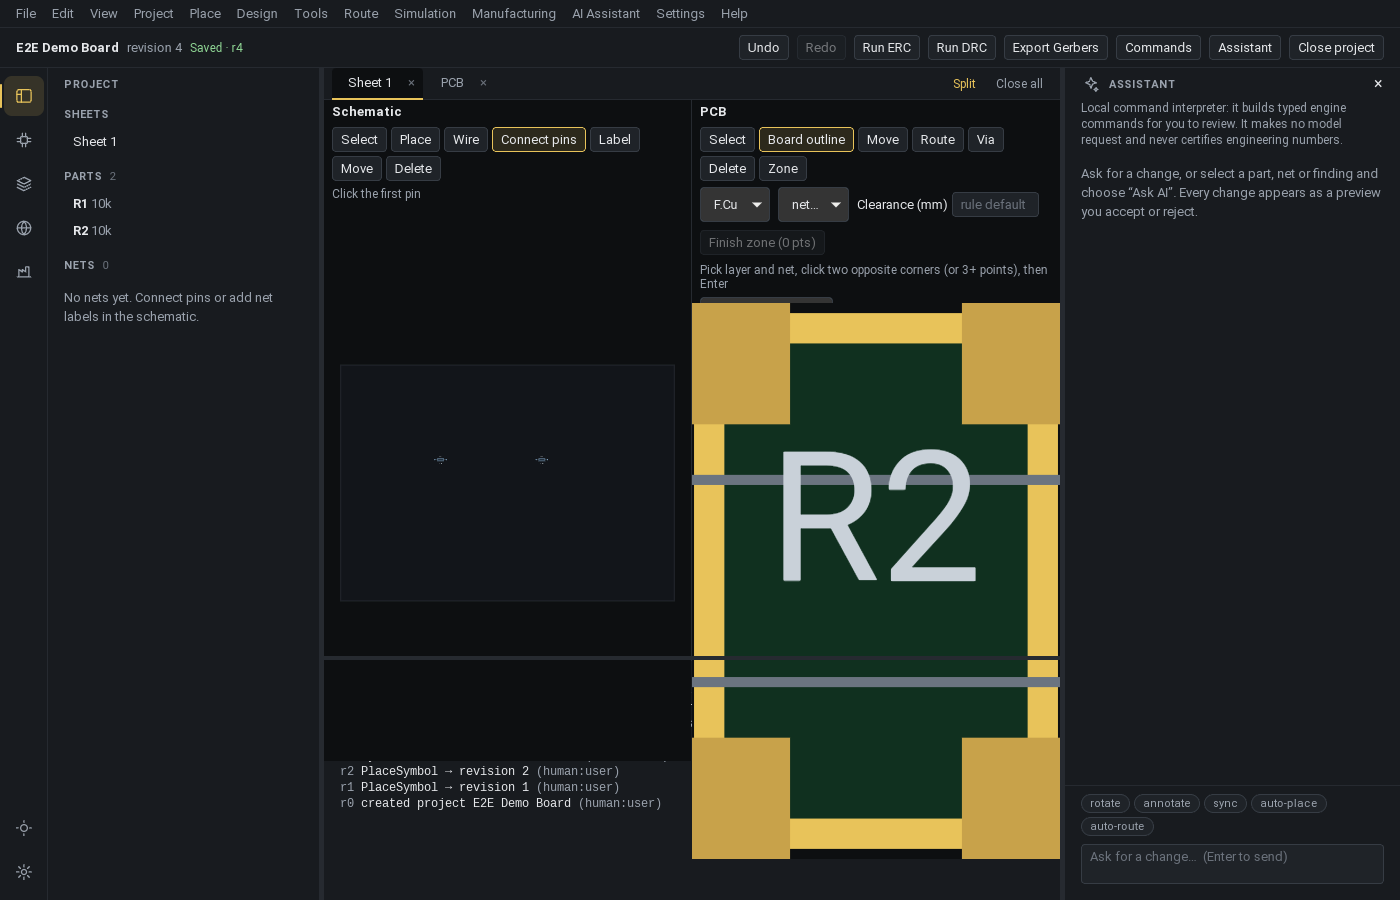 File Edit View Project Place Design Tools Route Simulation Manufacturing AI Assistant Settings Help
E2E Demo Board revision 4 Saved · r4 Undo Redo Run ERC Run DRC Export Gerbers Commands Assistant Close project
PROJECT
SHEETS
Sheet 1
PARTS 2
R1 10k
R2 10k
NETS 0
No nets yet. Connect pins or add net
labels in the schematic.
Sheet 1 × PCB × Split Close all
Schematic
Select Place Wire Connect pins Label
Move Delete
Click the first pin
PCB
Select Board outline Move Route Via
Delete Zone
F.Cu net... Clearance (mm) rule default
Finish zone (0 pts)
Pick layer and net, click two opposite corners (or 3+ points), then
Enter
R2
r2 PlaceSymbol → revision 2 (human:user)
r1 PlaceSymbol → revision 1 (human:user)
r0 created project E2E Demo Board (human:user)
ASSISTANT ×
Local command interpreter: it builds typed engine
commands for you to review. It makes no model
request and never certifies engineering numbers.
Ask for a change, or select a part, net or finding and
choose “Ask AI”. Every change appears as a preview
you accept or reject.
rotate annotate sync auto-place
auto-route
Ask for a change... (Enter to send)